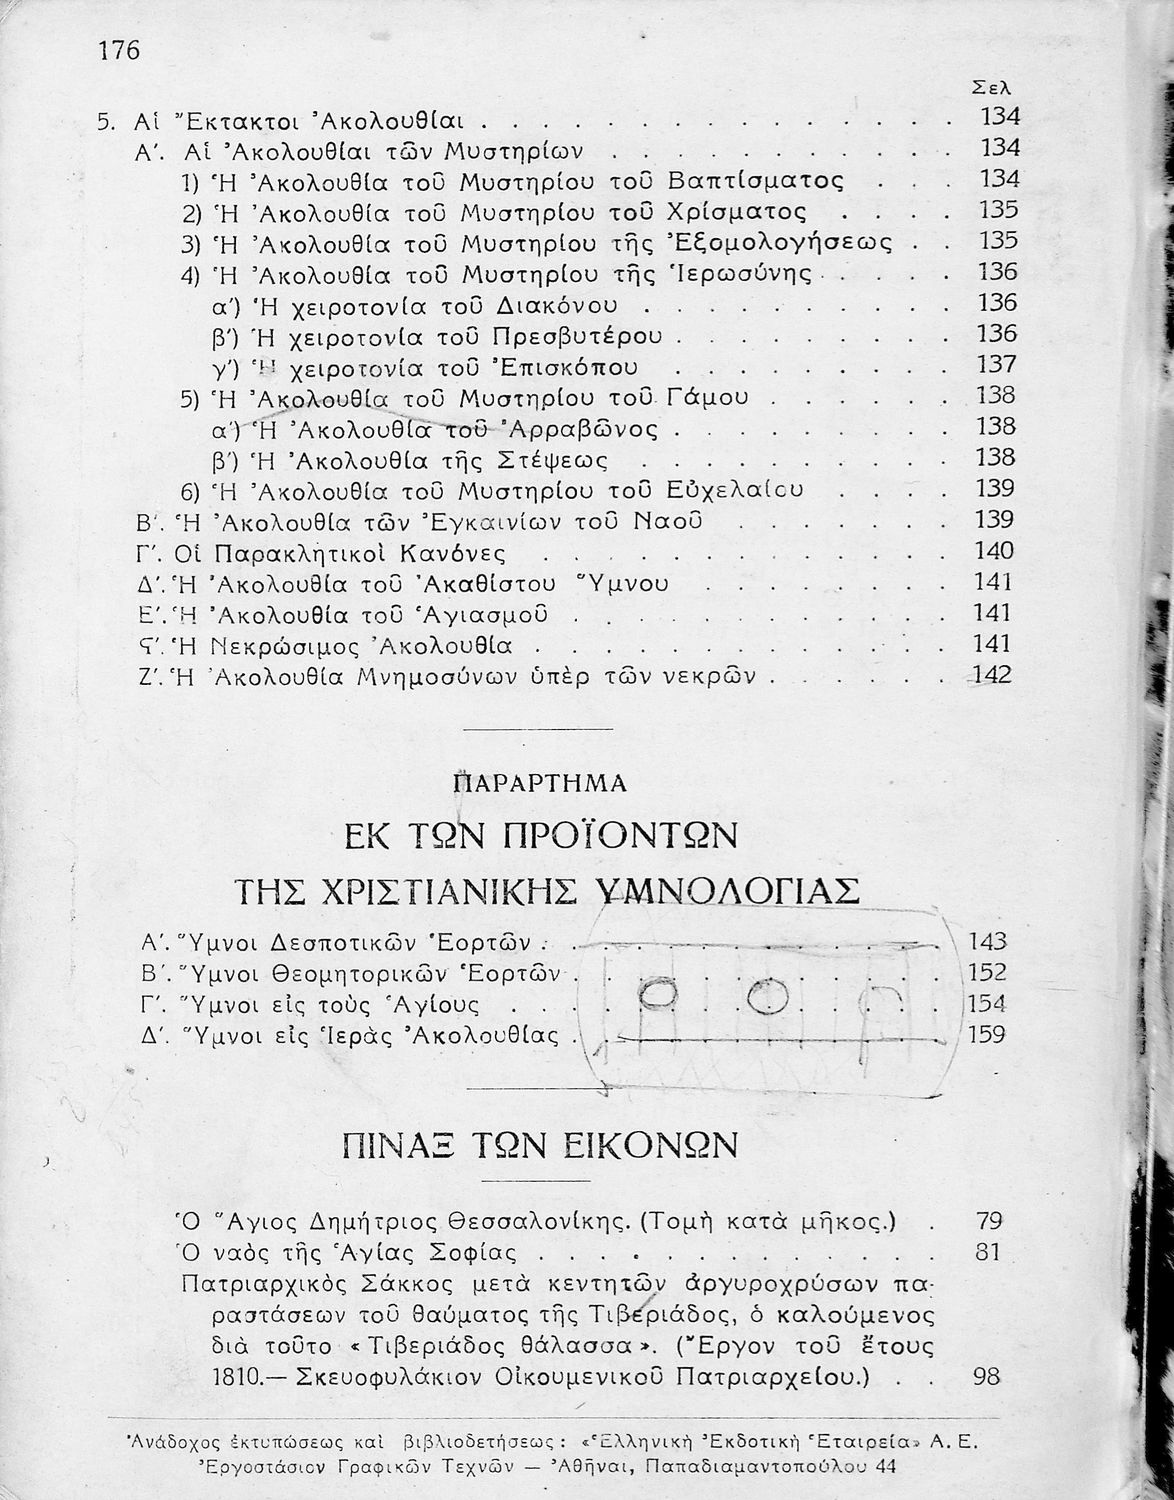 176
Σελ
5. Αἱ Ἔκτακτοι Ἀκολουθίαι . . . . . . . . . . . . . . . . 134
Α΄. Αἱ Ἀκολουθίαι τῶν Μυστηρίων . . . . . . . . . . . 134
1) Ἡ Ἀκολουθία τοῦ Μυστηρίου τοῦ Βαπτίσματος . . . 134
2) Ἡ Ἀκολουθία τοῦ Μυστηρίου τοῦ Χρίσματος . . . . 135
3) Ἡ Ἀκολουθία τοῦ Μυστηρίου τῆς Ἐξομολογήσεως . . 135
4) Ἡ Ἀκολουθία τοῦ Μυστηρίου τῆς Ἱερωσύνης . . . . . 136
α΄) Ἡ χειροτονία τοῦ Διακόνου . . . . . . . . . . 136
β΄) Ἡ χειροτονία τοῦ Πρεσβυτέρου . . . . . . . . . 136
γ΄) Ἡ χειροτονία τοῦ Ἐπισκόπου . . . . . . . . . 137
5) Ἡ Ἀκολουθία τοῦ Μυστηρίου τοῦ Γάμου . . . . . . 138
α΄) Ἡ Ἀκολουθία τοῦ Ἀρραβῶνος . . . . . . . . . 138
β΄) Ἡ Ἀκολουθία τῆς Στέψεως . . . . . . . . . . 138
6) Ἡ Ἀκολουθία τοῦ Μυστηρίου τοῦ Εὐχελαίου . . . . 139
Β΄. Ἡ Ἀκολουθία τῶν Ἐγκαινίων τοῦ Ναοῦ . . . . . . . 139
Γ΄. Οἱ Παρακλητικοὶ Κανόνες . . . . . . . . . . . . . 140
Δ΄. Ἡ Ἀκολουθία τοῦ Ἀκαθίστου Ὕμνου . . . . . . . . 141
Ε΄. Ἡ Ἀκολουθία τοῦ Ἁγιασμοῦ . . . . . . . . . . . . 141
Ϛ΄. Ἡ Νεκρώσιμος Ἀκολουθία . . . . . . . . . . . . . 141
Ζ΄. Ἡ Ἀκολουθία Μνημοσύνων ὑπὲρ τῶν νεκρῶν . . . . . . 142
ΠΑΡΑΡΤΗΜΑ
ΕΚ ΤΩΝ ΠΡΟΪΟΝΤΩΝ
ΤΗΣ ΧΡΙΣΤΙΑΝΙΚΗΣ ΥΜΝΟΛΟΓΙΑΣ
Α΄. Ὕμνοι Δεσποτικῶν Ἑορτῶν . . . . . . . . . . . . . 143
Β΄. Ὕμνοι Θεομητορικῶν Ἑορτῶν . . . . . . . . . . . . 152
Γ΄. Ὕμνοι εἰς τοὺς Ἁγίους . . . . . . . . . . . . . . 154
Δ΄. Ὕμνοι εἰς Ἱερὰς Ἀκολουθίας . . . . . . . . . . . . 159
ΠΙΝΑΞ ΤΩΝ ΕΙΚΟΝΩΝ
Ὁ Ἅγιος Δημήτριος Θεσσαλονίκης. (Τομὴ κατὰ μῆκος.) . 79
Ὁ ναὸς τῆς Ἁγίας Σοφίας . . . . . . . . . . . . . 81
Πατριαρχικὸς Σάκκος μετὰ κεντητῶν ἀργυροχρύσων πα-
ραστάσεων τοῦ θαύματος τῆς Τιβεριάδος, ὁ καλούμενος
διὰ τοῦτο «Τιβεριάδος θάλασσα». (Ἔργον τοῦ ἔτους
1810.— Σκευοφυλάκιον Οἰκουμενικοῦ Πατριαρχείου.) . . 98
Ἀνάδοχος ἐκτυπώσεως καὶ βιβλιοδετήσεως : «Ἑλληνικὴ Ἐκδοτικὴ Ἑταιρεία» Α. Ε.
Ἐργοστάσιον Γραφικῶν Τεχνῶν — Ἀθῆναι, Παπαδιαμαντοπούλου 44